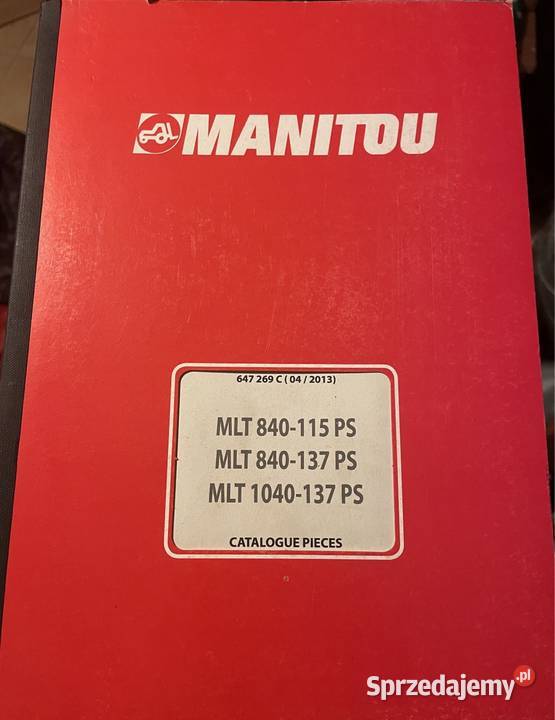 MANITOU
647 269 C ( 04 / 2013)
MLT 840-115 PS
MLT 840-137 PS
MLT 1040-137 PS
CATALOGUE PIECES
Sprzedajemy.pl